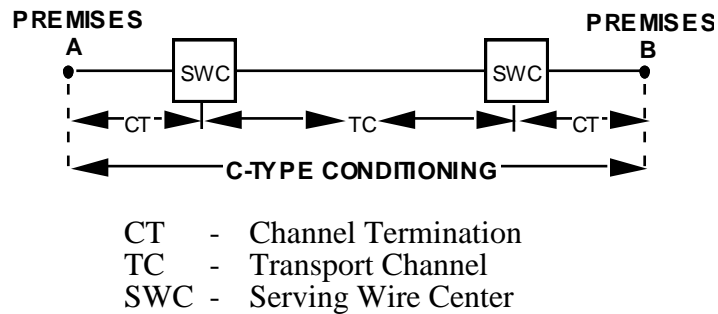 PREMISES
A
PREMISES
B
SWC
SWC
CT
TC
CT
C-TYPE CONDITIONING
CT - Channel Termination
TC - Transport Channel
SWC - Serving Wire Center